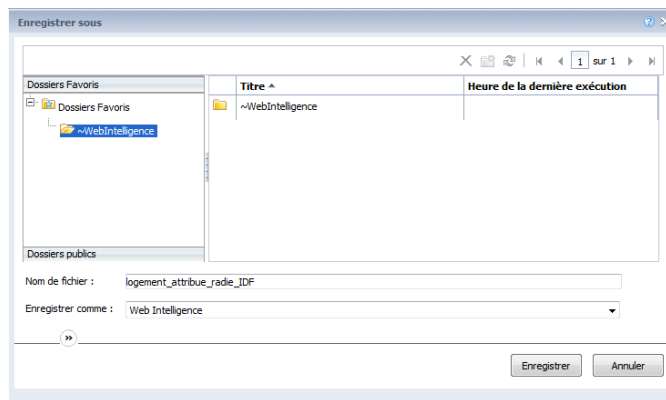 Enregistrer sous
1 sur 1
Dossiers Favoris
Titre
Heure de la dernière exécution
Dossiers Favoris
~WebIntelligence
~WebIntelligence
Dossiers publics
Nom de fichier : logement_attribue_radie_IDF
Enregistrer comme : Web Intelligence
Enregistrer Annuler